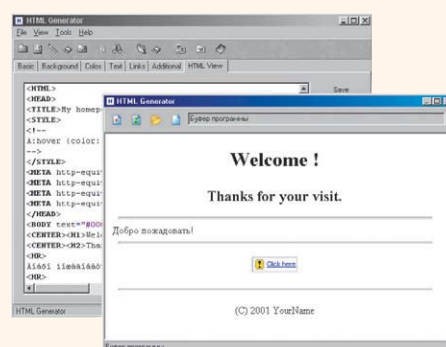 HTML Generator
File View Tools Help
Basic Background Color Text Links Additional HTML View
<HTML>
<HEAD>
<TITLE>My homep
<STYLE>
<!--
A:hover {color:
-->
</STYLE>
<META http-equi
<META http-equi
<META http-equi
<META http-equi
</HEAD>
<BODY text="#00
<CENTER><H1>Welc
<CENTER><H2>Tha
<HR>
<HR>
Save
HTML Generator
HTML Generator
Буфер программы
Welcome !
Thanks for your visit.
Добро пожаловать!
Click here
(C) 2001 YourName
Буфер программы